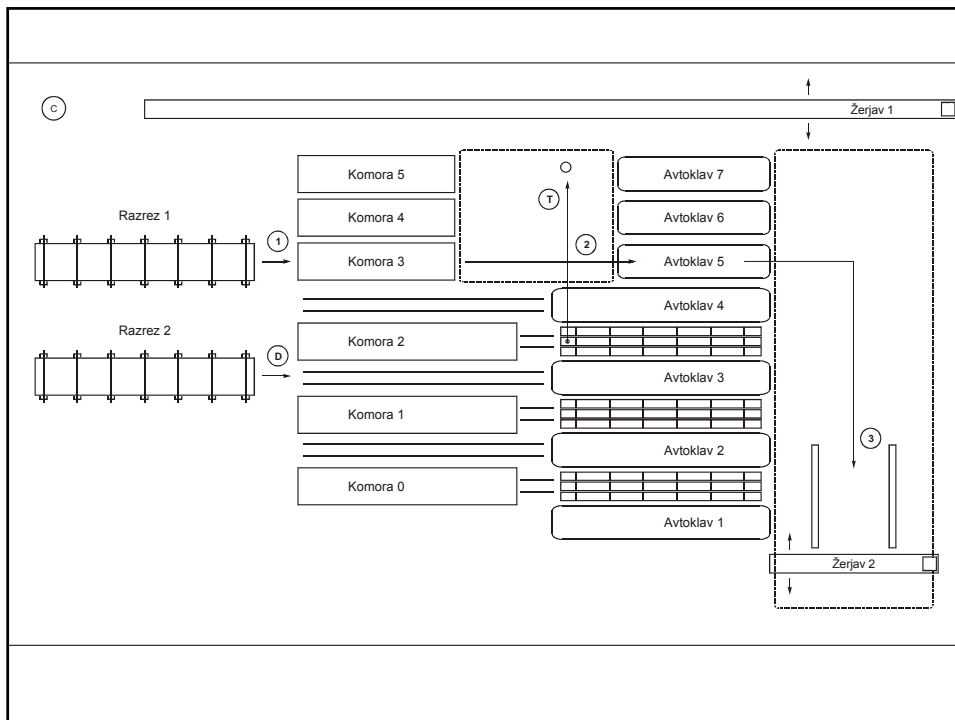 C
Žerjav 1
Komora 5
Avtoklav 7
T
Komora 4
Avtoklav 6
Razrez 1
1
2
Komora 3
Avtoklav 5
Avtoklav 4
Razrez 2
Komora 2
D
Avtoklav 3
Komora 1
3
Avtoklav 2
Komora 0
Avtoklav 1
Žerjav 2